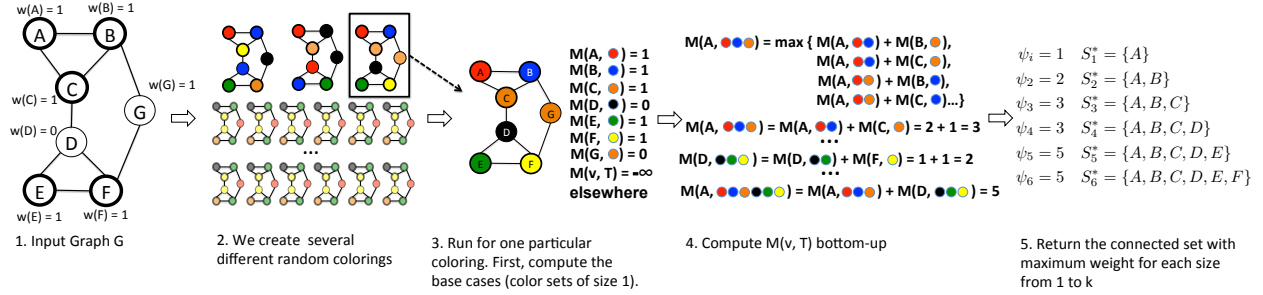 w(A) = 1
w(B) = 1
A
B
w(G) = 1
C
w(C) = 1
G
w(D) = 0
D
E
F
w(E) = 1
w(F) = 1
1. Input Graph G
...
2. We create several
different random colorings
A
B
C
G
D
E
F
M(A, ) = 1
M(B, ) = 1
M(C, ) = 1
M(D, ) = 0
M(E, ) = 1
M(F, ) = 1
M(G, ) = 0
M(v, T) = -∞
elsewhere
3. Run for one particular
coloring. First, compute the
base cases (color sets of size 1).
M(A, ) = max { M(A, ) + M(B, ),
M(A, ) + M(C, ),
M(A, ) + M(B, ),
M(A, ) + M(C, )...}
M(A, ) = M(A, ) + M(C, ) = 2 + 1 = 3
...
M(D, ) = M(D, ) + M(F, ) = 1 + 1 = 2
...
M(A, ) = M(A, ) + M(D, ) = 5
4. Compute M(v, T) bottom-up
ψi = 1 S*1 = {A}
ψ2 = 2 S*2 = {A, B}
ψ3 = 3 S*3 = {A, B, C}
ψ4 = 3 S*4 = {A, B, C, D}
ψ5 = 5 S*5 = {A, B, C, D, E}
ψ6 = 5 S*6 = {A, B, C, D, E, F}
5. Return the connected set with
maximum weight for each size
from 1 to k